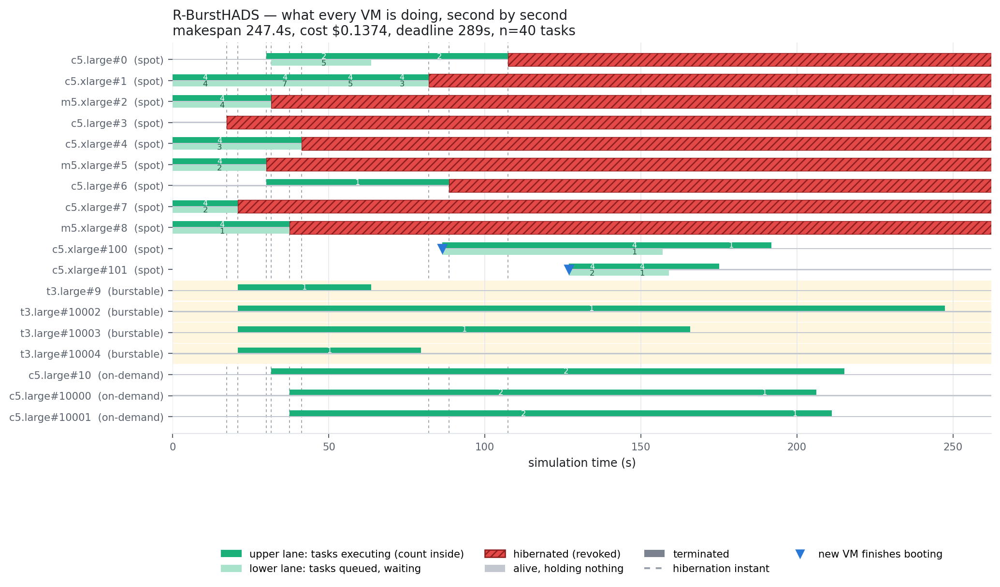 R-BurstHADS — what every VM is doing, second by second
makespan 247.4s, cost $0.1374, deadline 289s, n=40 tasks
c5.large#0 (spot)
2
2
5
c5.xlarge#1 (spot)
4
4
4
4
4
7
5
3
m5.xlarge#2 (spot)
4
4
c5.large#3 (spot)
c5.xlarge#4 (spot)
4
3
m5.xlarge#5 (spot)
4
2
c5.large#6 (spot)
1
c5.xlarge#7 (spot)
4
2
m5.xlarge#8 (spot)
4
1
c5.xlarge#100 (spot)
4
1
1
c5.xlarge#101 (spot)
4
4
2
1
t3.large#9 (burstable)
1
t3.large#10002 (burstable)
1
t3.large#10003 (burstable)
1
t3.large#10004 (burstable)
1
c5.large#10 (on-demand)
2
c5.large#10000 (on-demand)
2
1
c5.large#10001 (on-demand)
2
1
0 50 100 150 200 250
simulation time (s)
upper lane: tasks executing (count inside)
lower lane: tasks queued, waiting
hibernated (revoked)
alive, holding nothing
terminated
hibernation instant
new VM finishes booting